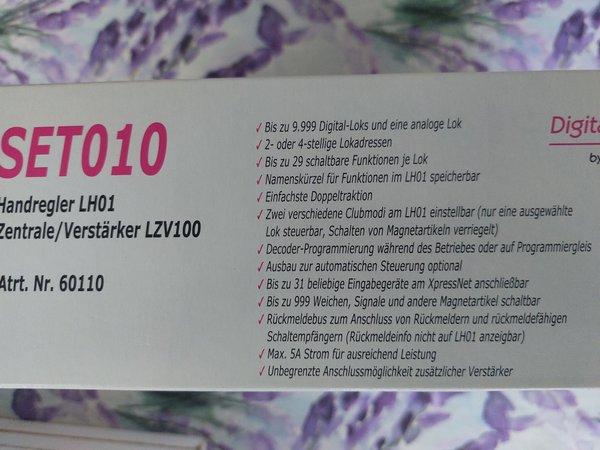 SET010
Handregler LH01
Zentrale/Verstärker LZV100
Atrt. Nr. 60110
✓ Bis zu 9.999 Digital-Loks und eine analoge Lok
✓ 2- oder 4-stellige Lokadressen
✓ Bis zu 29 schaltbare Funktionen je Lok
✓ Namenskürzel für Funktionen im LH01 speicherbar
✓ Einfachste Doppeltraktion
✓ Zwei verschiedene Clubmodi am LH01 einstellbar (nur eine ausgewählte
Lok steuerbar, Schalten von Magnetartikeln verriegelt)
✓ Decoder-Programmierung während des Betriebes oder auf Programmiergleis
✓ Ausbau zur automatischen Steuerung optional
✓ Bis zu 31 beliebige Eingabegeräte am XpressNet anschließbar
✓ Bis zu 999 Weichen, Signale und andere Magnetartikel schaltbar
✓ Rückmeldebus zum Anschluss von Rückmeldern und rückmeldefähigen
Schaltempfängern (Rückmeldeinfo nicht auf LH01 anzeigbar)
✓ Max. 5A Strom für ausreichend Leistung
✓ Unbegrenzte Anschlussmöglichkeit zusätzlicher Verstärker
Digita
by